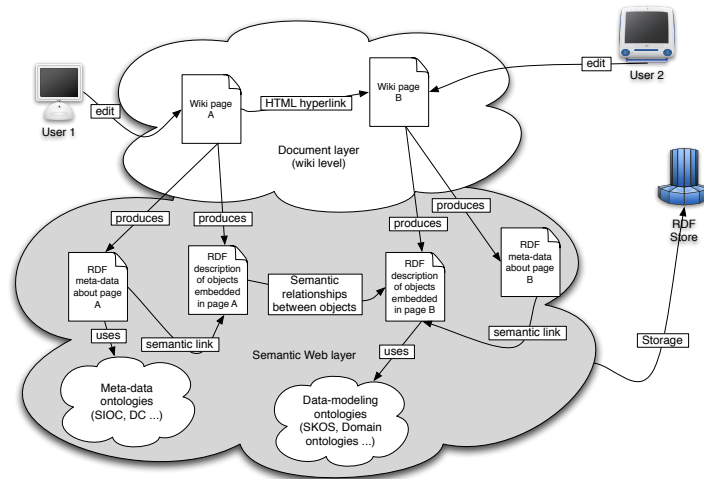 User 1
edit
Wiki page
A
HTML hyperlink
Wiki page
B
edit
User 2
Document layer
(wiki level)
produces
produces
produces
produces
RDF
Store
RDF
meta-data
about page
A
RDF
description
of objects
embedded
in page A
Semantic
relationships
between objects
RDF
description
of objects
embedded
in page B
RDF
meta-data
about page
B
uses
semantic link
semantic link
Storage
Semantic Web layer
uses
Meta-data
ontologies
(SIOC, DC ...)
Data-modeling
ontologies
(SKOS, Domain
ontologies ...)